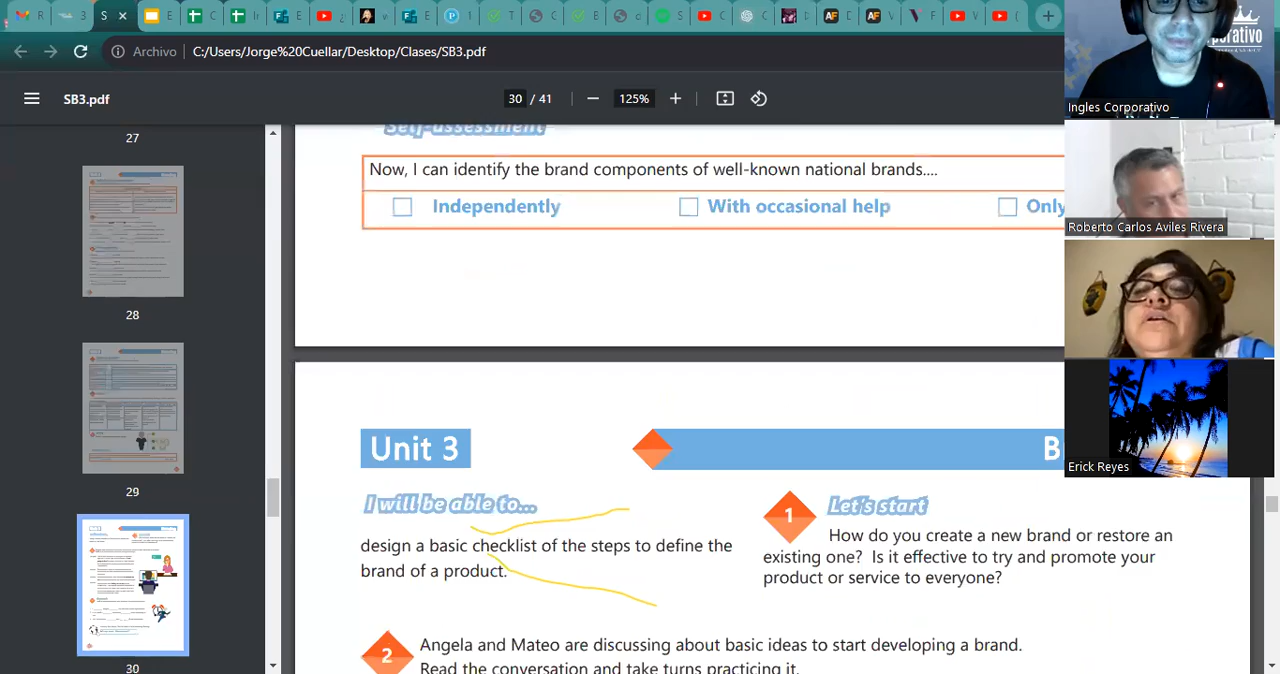 R
3
S
E
C
Ir
E
¿
w
E
1
T
C
B
d
S
C
C
D
D
V
F
V
(
Archivo
C:/Users/Jorge%20Cuellar/Desktop/Clases/SB3.pdf
SB3.pdf
30 / 41
125%
27
28
29
30
Self-assessment
Now, I can identify the brand components of well-known national brands....
Independently
With occasional help
Only
Unit 3
B
I will be able to...
design a basic checklist of the steps to define the
brand of a product.
1
Let's start
How do you create a new brand or restore an
existing one? Is it effective to try and promote your
product or service to everyone?
2
Angela and Mateo are discussing about basic ideas to start developing a brand.
Read the conversation and take turns practicing it.
Ingles Corporativo
Roberto Carlos Aviles Rivera
Erick Reyes